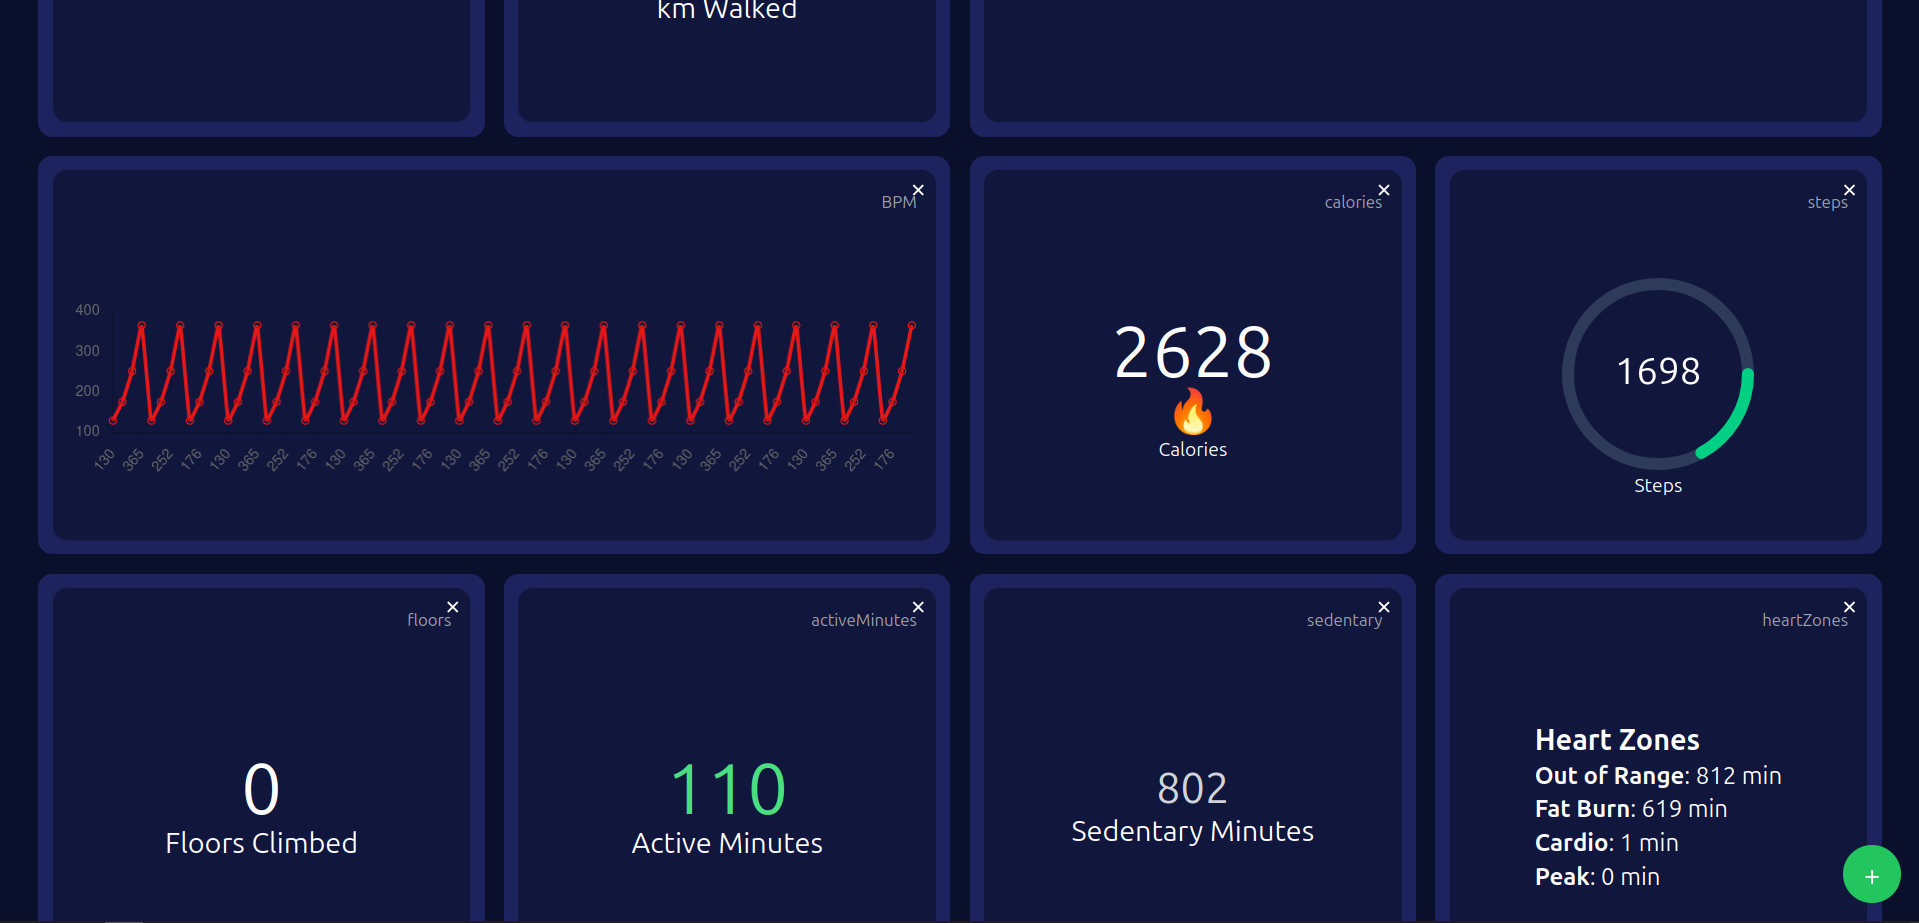 km Walked
BPM
×
400
300
200
100
130 365 252 176 130 365 252 176 130 365 252 176 130 365 252 176 130 365 252 176 130 365 252 176 130 365 252 176
calories
×
2628
🔥
Calories
steps
×
1698
Steps
floors
×
0
Floors Climbed
activeMinutes
×
110
Active Minutes
sedentary
×
802
Sedentary Minutes
heartZones
×
Heart Zones
Out of Range: 812 min
Fat Burn: 619 min
Cardio: 1 min
Peak: 0 min
+